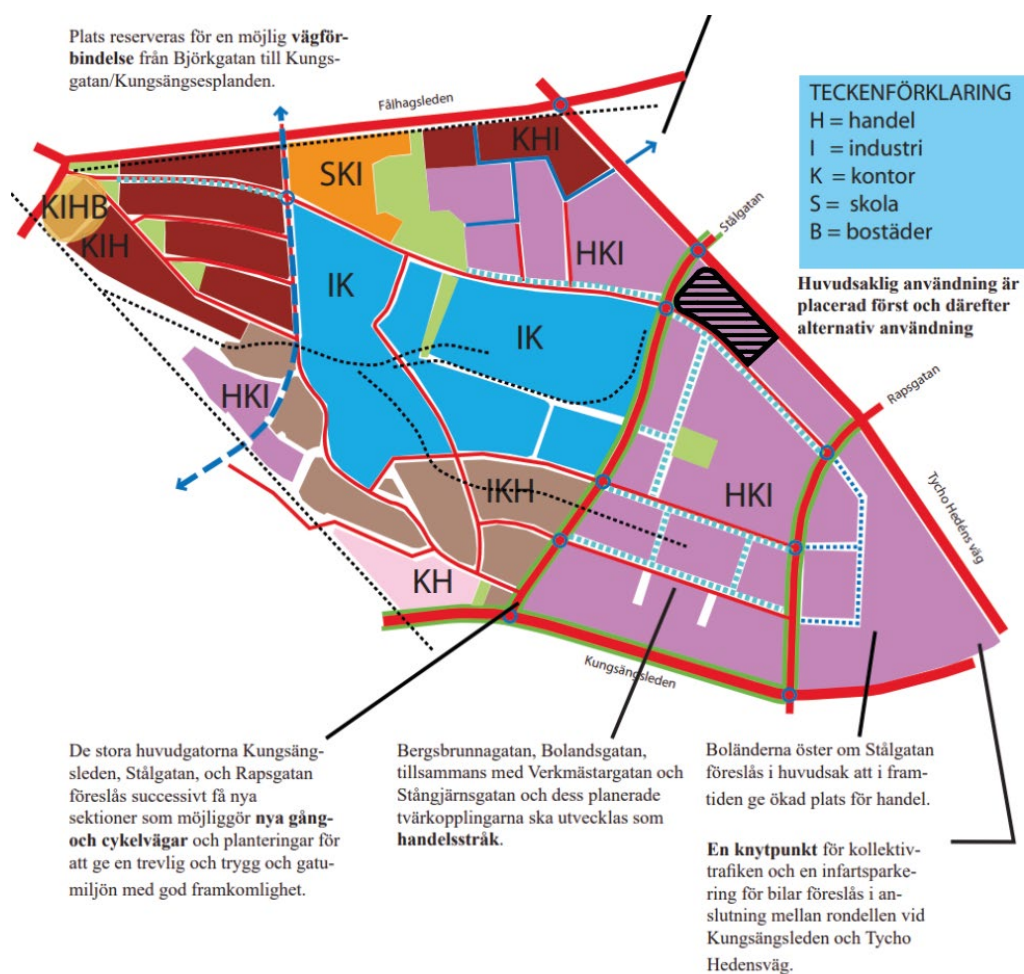 Plats reserveras för en möjlig vägför-
bindelse från Björkgatan till Kungs-
gatan/Kungsängsesplanden.
Fålhagsleden
TECKENFÖRKLARING
H = handel
I = industri
K = kontor
S = skola
B = bostäder
Huvudsaklig användning är
placerad först och därefter
alternativ användning
KHI
SKI
KIHB
KIH
Stålgatan
HKI
IK
IK
HKI
Rapsgatan
Tycho Hedéns väg
IKH
HKI
KH
Kungsängsleden
De stora huvudgatorna Kungsäng-
sleden, Stålgatan, och Rapsgatan
föreslås successivt få nya
sektioner som möjliggör nya gång-
och cykelvägar och planteringar för
att ge en trevlig och trygg och gatu-
miljön med god framkomlighet.
Bergsbrunnagatan, Bolandsgatan,
tillsammans med Verkmästargatan och
Stångjärnsgatan och dess planerade
tvärkopplingarna ska utvecklas som
handelsstråk.
Boländerna öster om Stålgatan
föreslås i huvudsak att i fram-
tiden ge ökad plats för handel.
En knytpunkt för kollektiv-
trafiken och en infartsparke-
ring för bilar föreslås i an-
slutning mellan rondellen vid
Kungsängsleden och Tycho
Hedensväg.